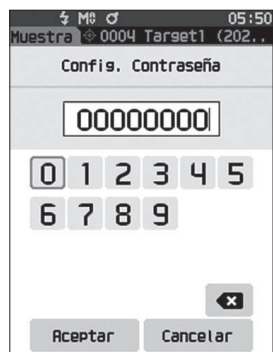 05:50
Muestra 0004 Target1 (202..
Config. Contraseña
00000000
0 1 2 3 4 5
6 7 8 9
Aceptar Cancelar